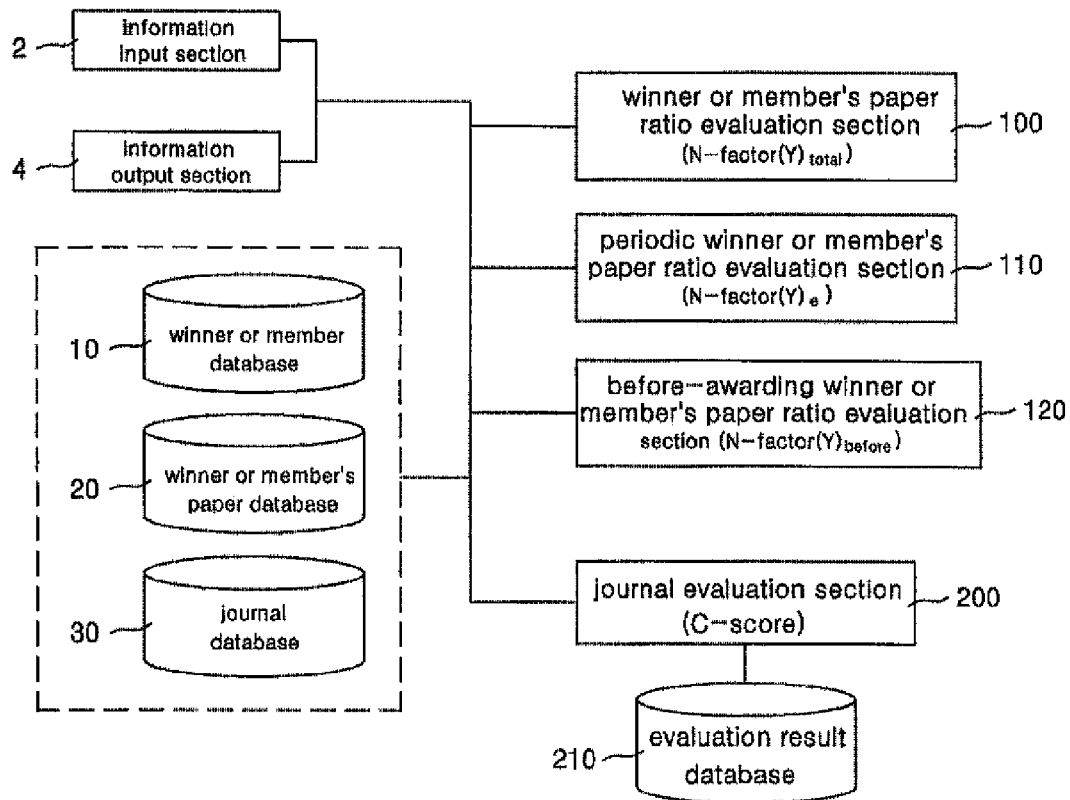 2
information
input section
4
information
output section
10
winner or member
database
20
winner or member's
paper database
30
journal
database
winner or member's paper
ratio evaluation section
(N-factor(Y)total)
100
periodic winner or member's
paper ratio evaluation section
(N-factor(Y)e)
110
before-awarding winner or
member's paper ratio evaluation
section (N-factor(Y)before)
120
journal evaluation section
(C-score)
200
210
evaluation result
database